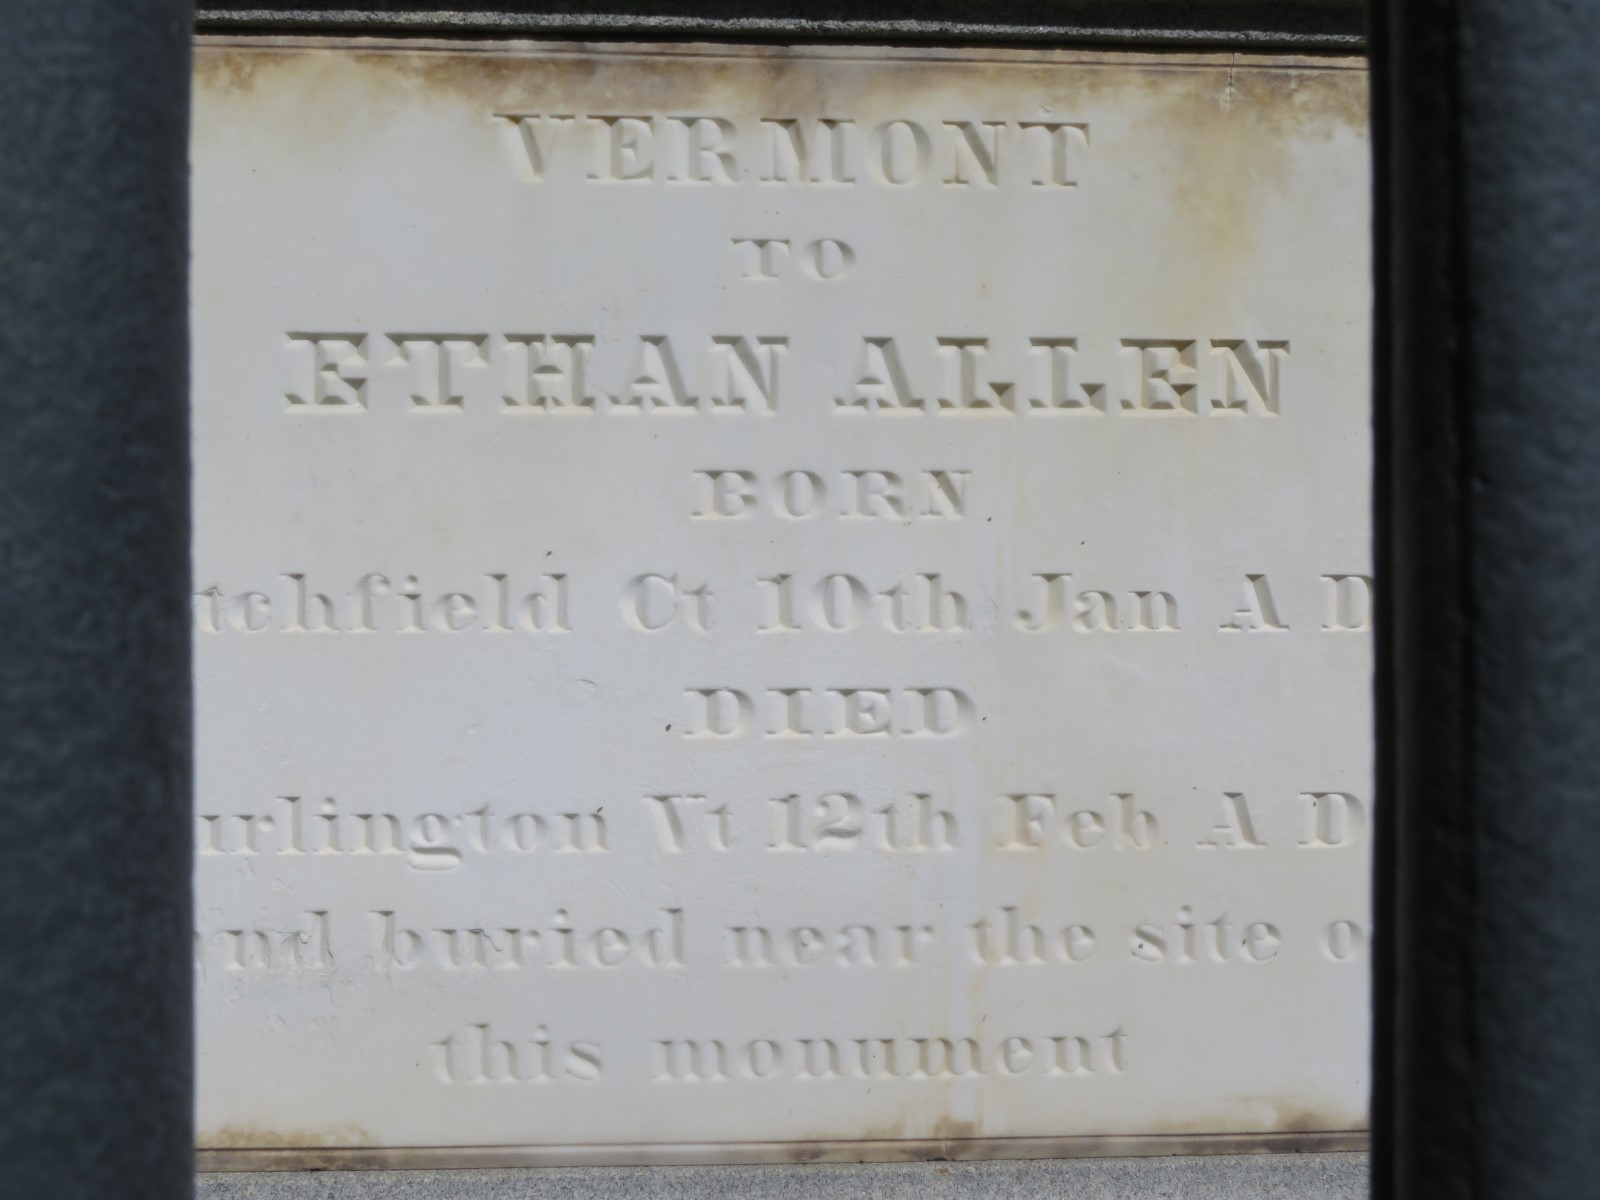 VERMONT
TO
ETHAN ALLEN
BORN
tchfield Ct 10th Jan A D
DIED
urlington Vt 12th Feb A D
nd buried near the site o
this monument